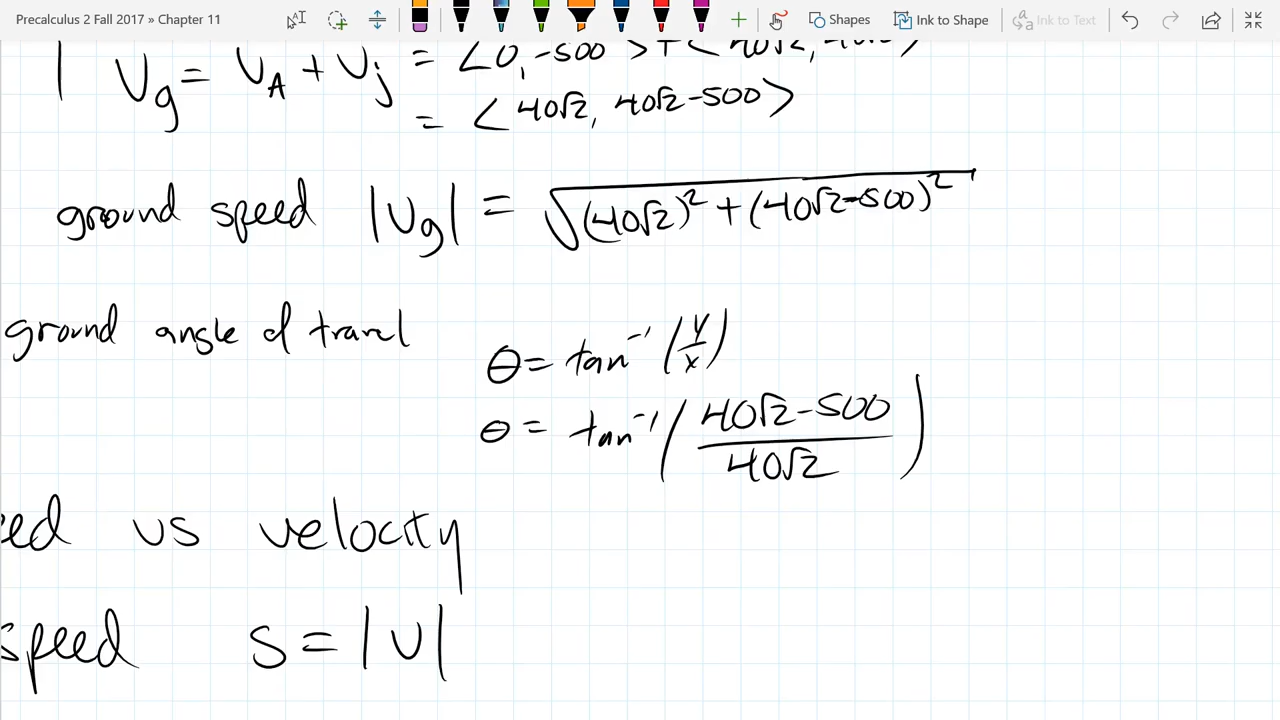 Precalculus 2 Fall 2017 » Chapter 11
Shapes
Ink to Shape
Ink to Text
| Vg = VA + Vj = <0, -500> + <40√2,
= <40√2, 40√2-500>
ground speed |Vg| = √(40√2)² + (40√2-500)²
ground angle of travel
θ = tan⁻¹ (y/x)
θ = tan⁻¹ (40√2-500/40√2)
eed vs velocity
speed s = |v|